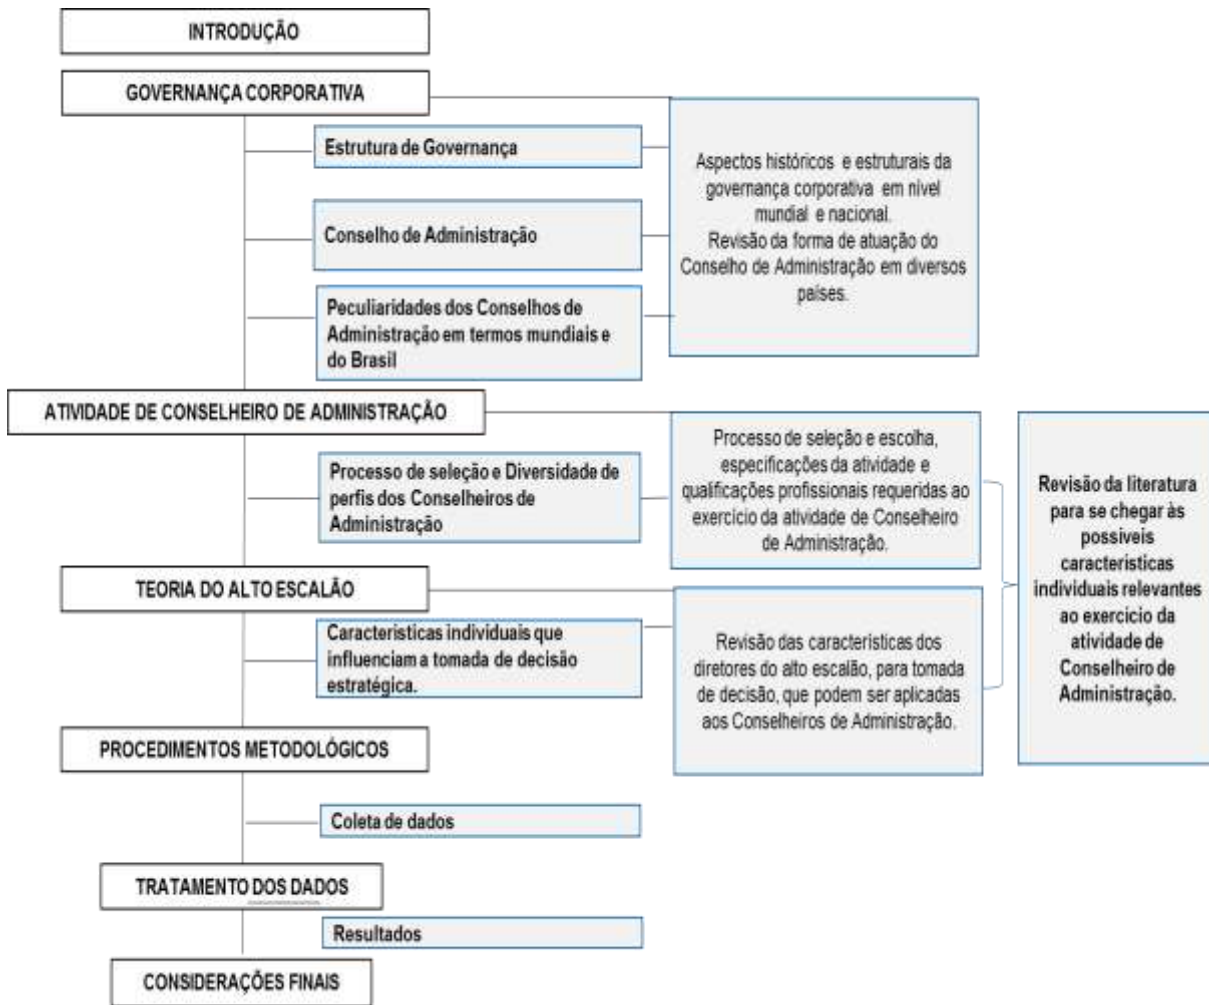 INTRODUÇÃO
GOVERNANÇA CORPORATIVA
Estrutura de Governança
Conselho de Administração
Peculiaridades dos Conselhos de
Administração em termos mundiais e
do Brasil
Aspectos históricos e estruturais da
governança corporativa em nível
mundial e nacional.
Revisão da forma de atuação do
Conselho de Administração em diversos
países.
ATIVIDADE DE CONSELHEIRO DE ADMINISTRAÇÃO
Processo de seleção e Diversidade de
perfis dos Conselheiros de
Administração
Processo de seleção e escolha,
especificações da atividade e
qualificações profissionais requeridas ao
exercício da atividade de Conselheiro
de Administração.
TEORIA DO ALTO ESCALÃO
Características individuais que
influenciam a tomada de decisão
estratégica.
Revisão das características dos
diretores do alto escalão, para tomada
de decisão, que podem ser aplicadas
aos Conselheiros de Administração.
Revisão da literatura
para se chegar às
possíveis
características
individuais relevantes
ao exercício da
atividade de
Conselheiro de
Administração.
PROCEDIMENTOS METODOLÓGICOS
Coleta de dados
TRATAMENTO DOS DADOS
Resultados
CONSIDERAÇÕES FINAIS